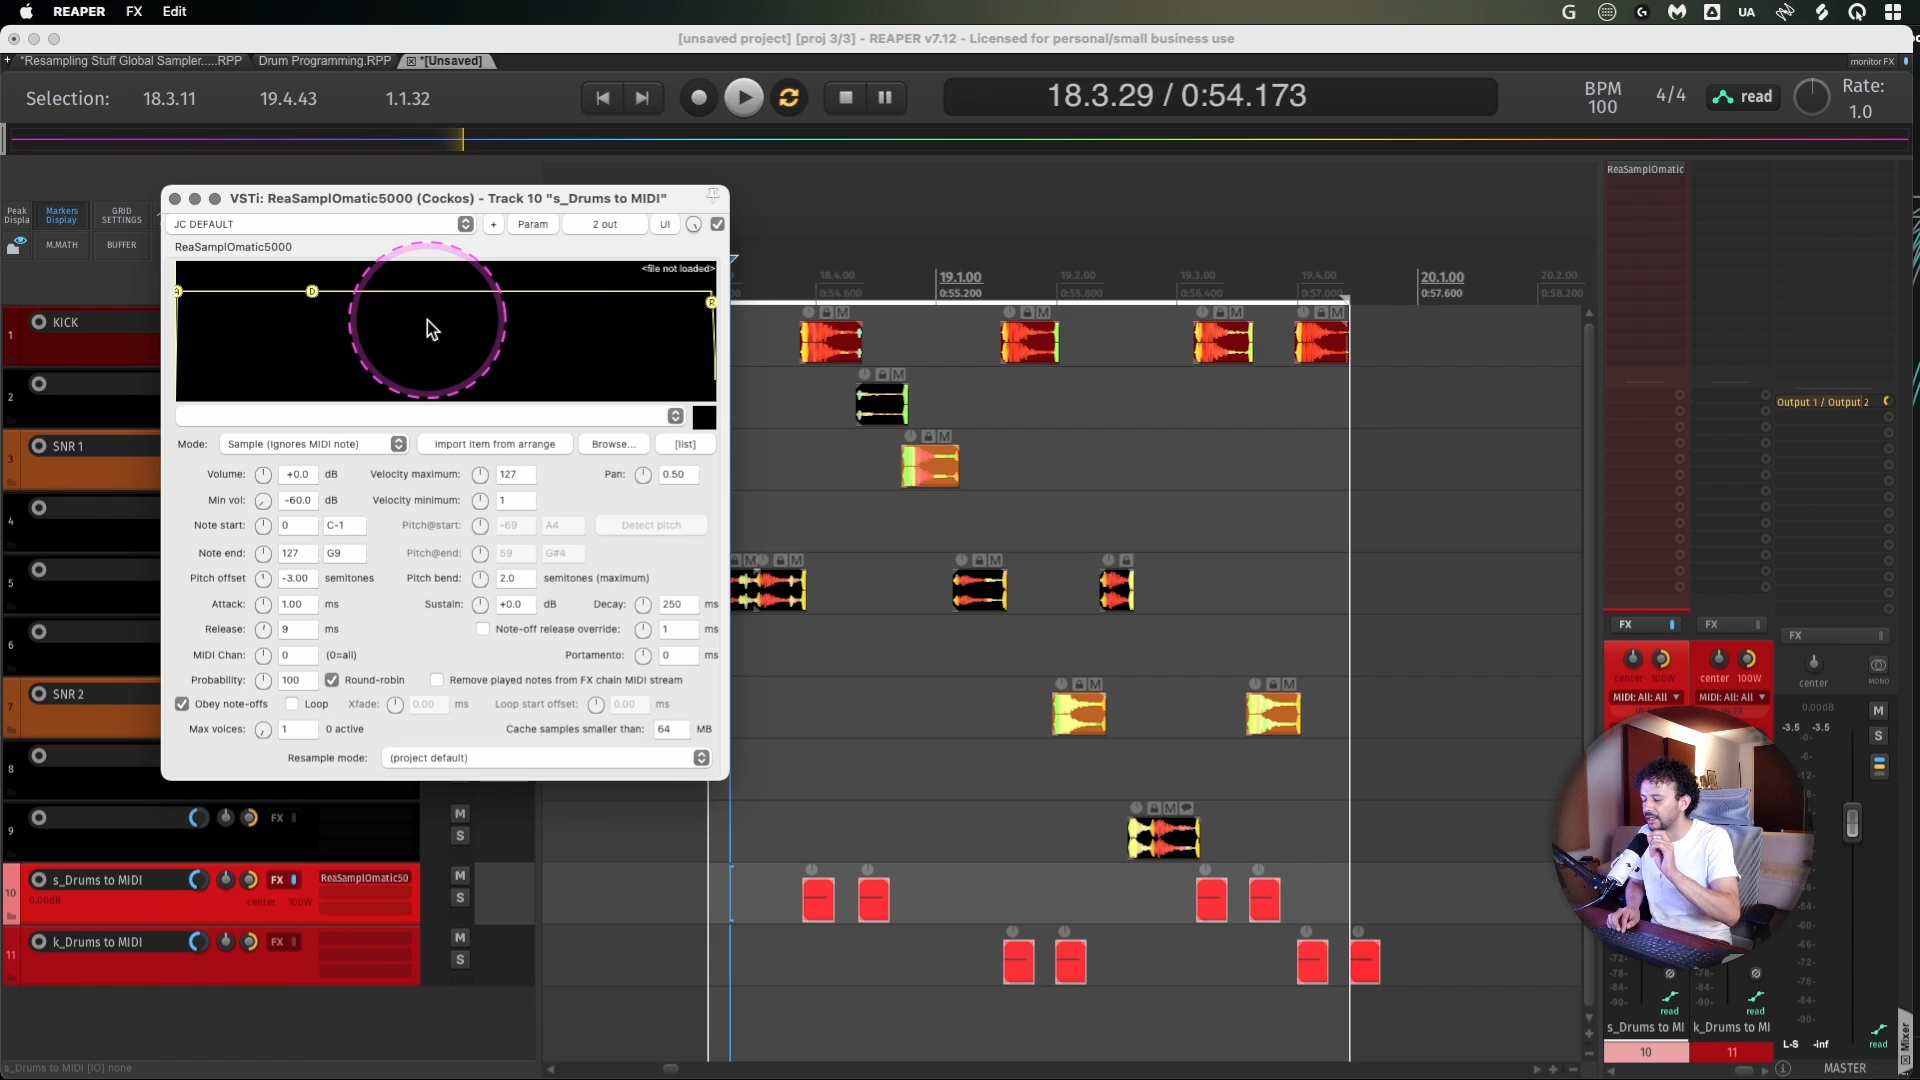 REAPER FX Edit
UA
[unsaved project] [proj 3/3] - REAPER v7.12 - Licensed for personal/small business use
+ *Resampling Stuff Global Sampler.....RPP Drum Programming.RPP *[Unsaved]
monitor FX
Selection: 18.3.11 19.4.43 1.1.32
18.3.29 / 0:54.173
BPM
100
4/4
read
Rate:
1.0
Peak
Displa
Markers
Display
GRID
SETTINGS
M.MATH
BUFFER
VSTi: ReaSamplOmatic5000 (Cockos) - Track 10 "s_Drums to MIDI"
JC DEFAULT
+
Param
2 out
UI
ReaSamplOmatic5000
<file not loaded>
A
D
R
Mode: Sample (Ignores MIDI note) Import item from arrange Browse... [list]
Volume: +0.0 dB Velocity maximum: 127 Pan: 0.50
Min vol: -60.0 dB Velocity minimum: 1
Note start: 0 C-1 Pitch@start: -69 A4 Detect pitch
Note end: 127 G9 Pitch@end: 59 G#4
Pitch offset -3.00 semitones Pitch bend: 2.0 semitones (maximum)
Attack: 1.00 ms Sustain: +0.0 dB Decay: 250 ms
Release: 9 ms Note-off release override: 1 ms
MIDI Chan: 0 (0=all) Portamento: 0 ms
Probability: 100 Round-robin Remove played notes from FX chain MIDI stream
Obey note-offs Loop Xfade: 0.00 ms Loop start offset: 0.00 ms
Max voices: 1 0 active Cache samples smaller than: 64 MB
Resample mode: (project default)
18.4.00 19.1.00 19.2.00 19.3.00 19.4.00 20.1.00 20.2.00
0:54.600 0:55.200 0:55.800 0:56.400 0:57.000 0:57.600 0:58.200
1 KICK
2
3 SNR 1
4
5
6
7 SNR 2
8
9 FX M
S
10 s_Drums to MIDI FX ReaSamplOmatic50 M
0.00dB center 100W S
11 k_Drums to MIDI FX M
S
ReaSamplOmatic
Output 1 / Output 2
FX FX
FX
center 100W center 100W
MIDI: All: All MIDI: All: All
center
MONO
0.00dB
-3.5 -3.5
M
S
read read read
s_Drums to MI k_Drums to MI
L-S -inf
10 11
MASTER
Mixer
s_Drums to MIDI [IO] none